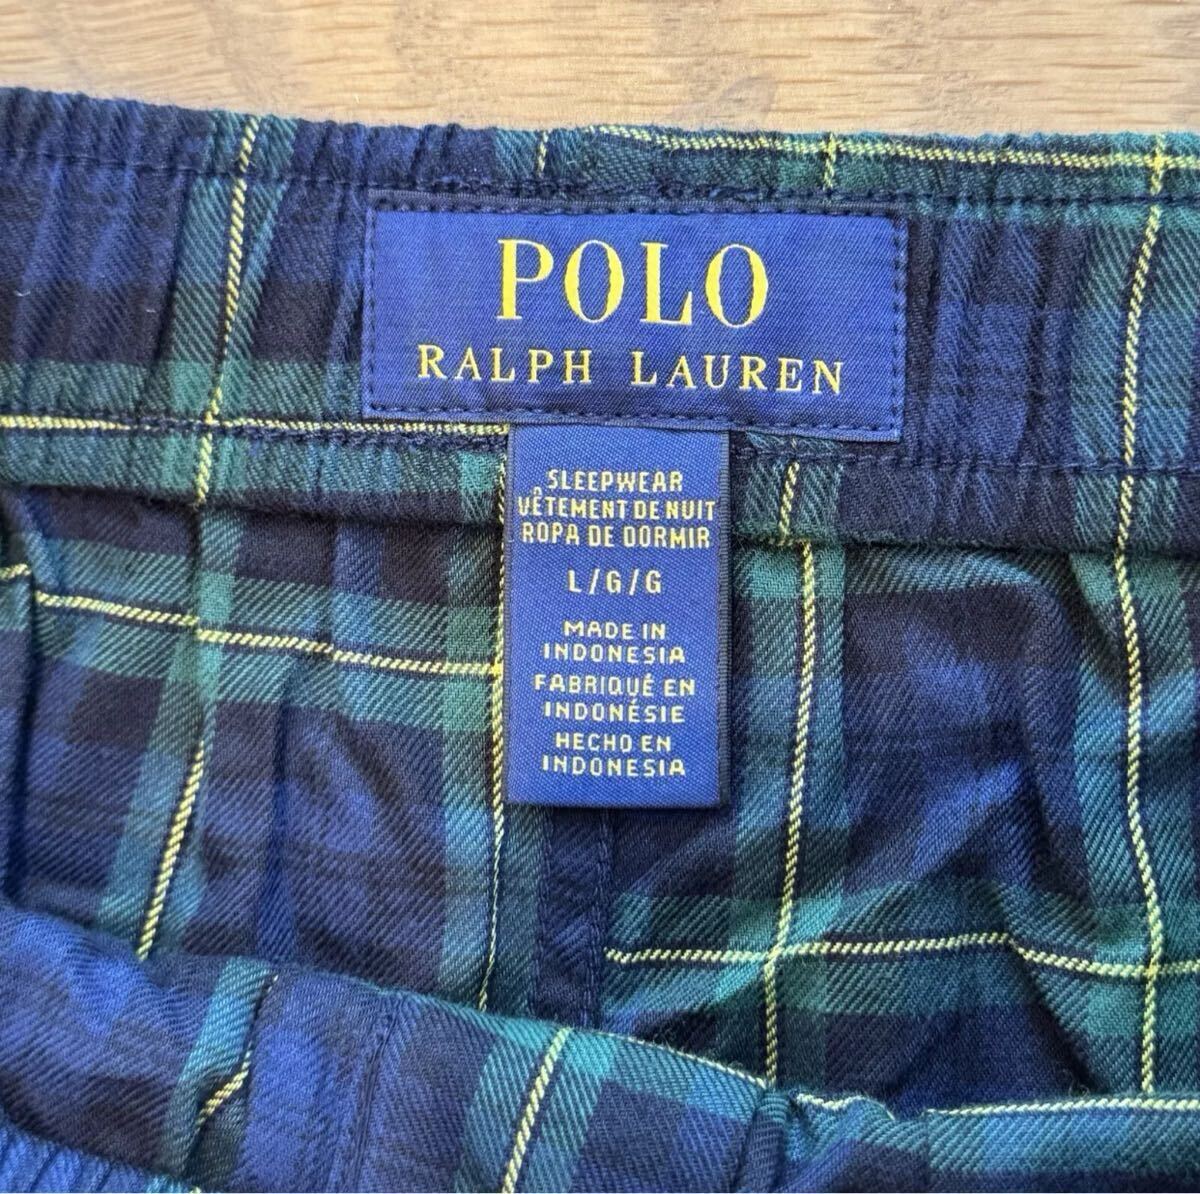 POLO
RALPH LAUREN
SLEEPWEAR
VÊTEMENT DE NUIT
ROPA DE DORMIR
L/G/G
MADE IN
INDONESIA
FABRIQUÉ EN
INDONÉSIE
HECHO EN
INDONESIA